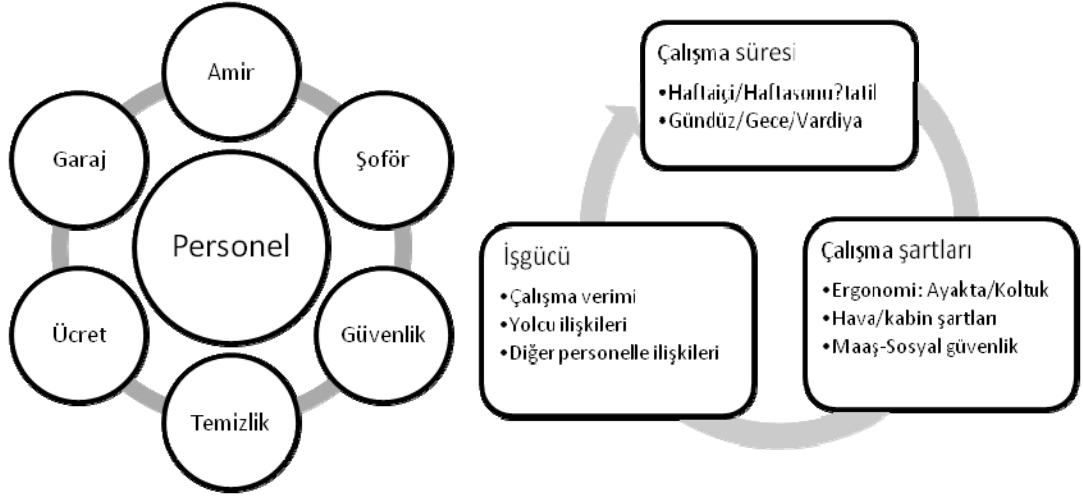 Amir
Şoför
Güvenlik
Temizlik
Ücret
Garaj
Personel
Çalışma süresi
•Haftaiçi/Haftasonu?tatil
•Gündüz/Gece/Vardiya
Çalışma şartları
•Ergonomi: Ayakta/Koltuk
•Hava/kabin şartları
•Maaş-Sosyal güvenlik
İşgücü
•Çalışma verimi
•Yolcu ilişkileri
•Diğer personelle ilişkileri